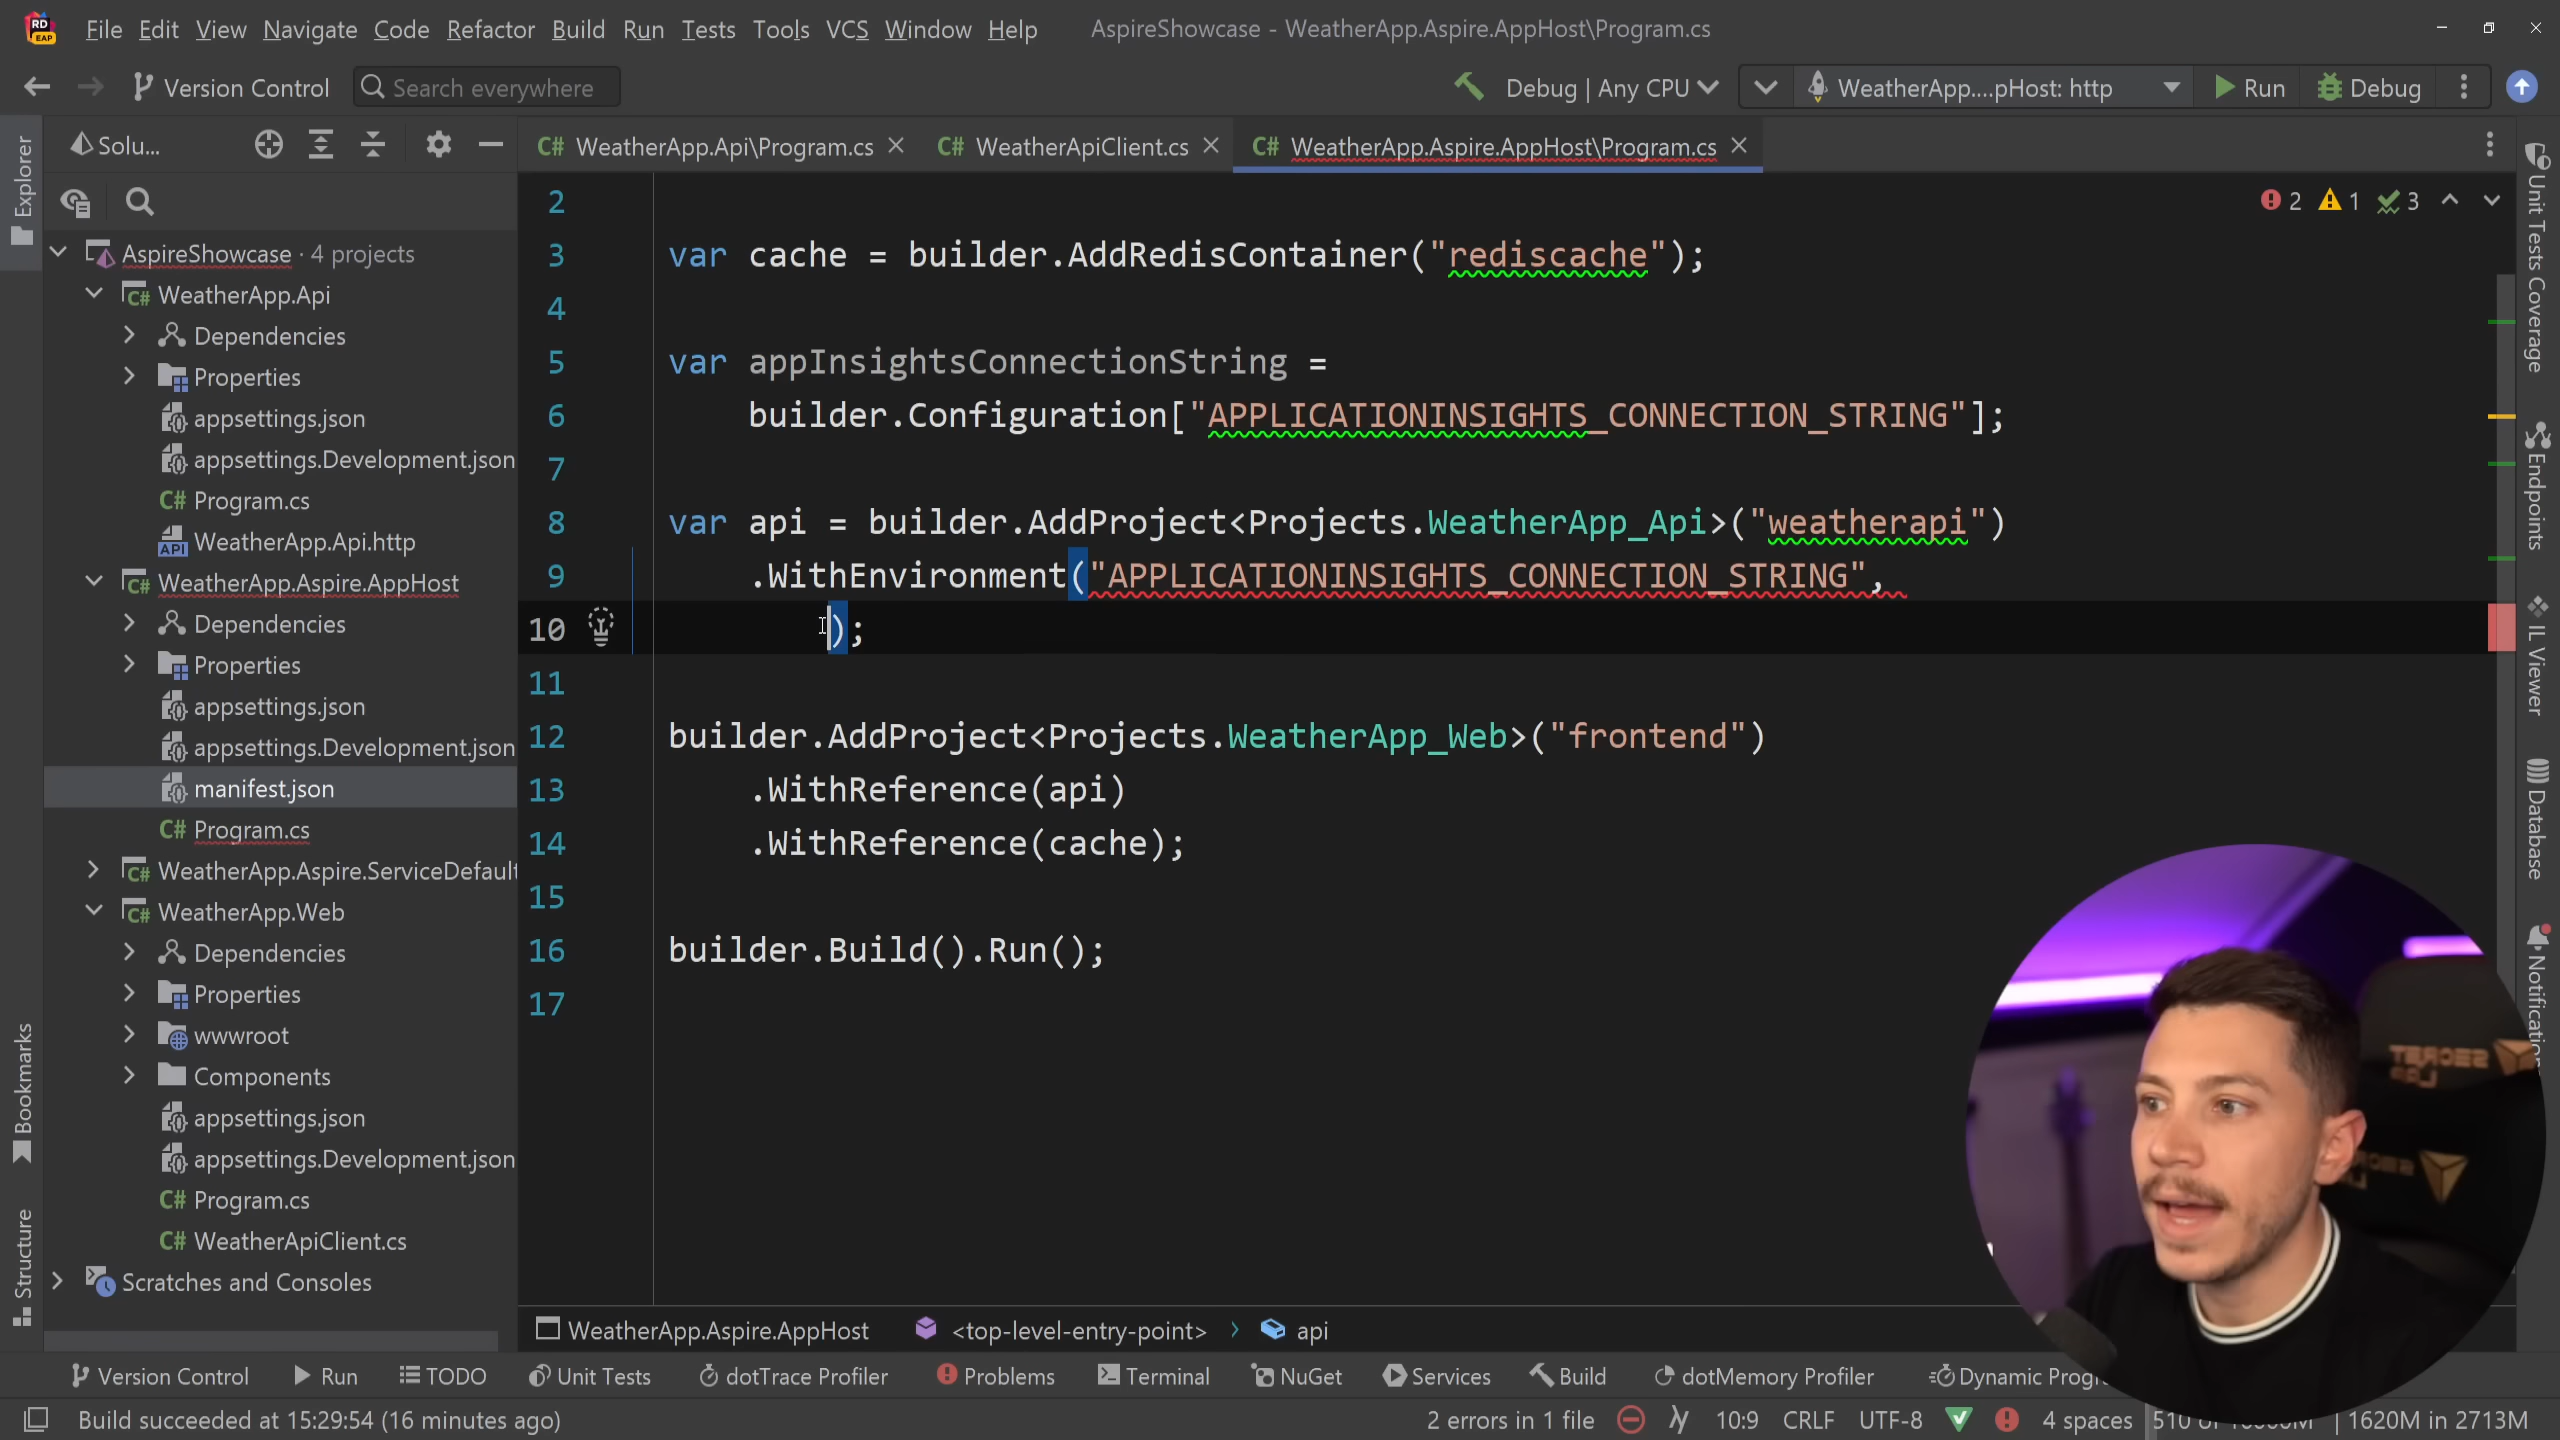 RD
EAP
File Edit View Navigate Code Refactor Build Run Tests Tools VCS Window Help
AspireShowcase - WeatherApp.Aspire.AppHost\Program.cs
Version Control
Search everywhere
Debug | Any CPU
WeatherApp....pHost: http
Run
Debug
Explorer
Solu...
C# WeatherApp.Api\Program.cs
C# WeatherApiClient.cs
C# WeatherApp.Aspire.AppHost\Program.cs
AspireShowcase · 4 projects
C# WeatherApp.Api
Dependencies
Properties
appsettings.json
appsettings.Development.json
C# Program.cs
API WeatherApp.Api.http
C# WeatherApp.Aspire.AppHost
Dependencies
Properties
appsettings.json
appsettings.Development.json
manifest.json
C# Program.cs
C# WeatherApp.Aspire.ServiceDefault
C# WeatherApp.Web
Dependencies
Properties
wwwroot
Components
appsettings.json
appsettings.Development.json
C# Program.cs
C# WeatherApiClient.cs
Scratches and Consoles
Bookmarks
Structure
2 1 3
2
3 var cache = builder.AddRedisContainer("rediscache");
4
5 var appInsightsConnectionString =
6 builder.Configuration["APPLICATIONINSIGHTS_CONNECTION_STRING"];
7
8 var api = builder.AddProject<Projects.WeatherApp_Api>("weatherapi")
9 .WithEnvironment("APPLICATIONINSIGHTS_CONNECTION_STRING",
10 );
11
12 builder.AddProject<Projects.WeatherApp_Web>("frontend")
13 .WithReference(api)
14 .WithReference(cache);
15
16 builder.Build().Run();
17
Unit Tests Coverage
Endpoints
IL Viewer
Database
Notification
SECRET
LAB
WeatherApp.Aspire.AppHost
<top-level-entry-point>
api
Version Control Run TODO Unit Tests dotTrace Profiler Problems Terminal NuGet Services Build dotMemory Profiler Dynamic Progr
Build succeeded at 15:29:54 (16 minutes ago)
2 errors in 1 file
10:9 CRLF UTF-8 4 spaces
1620M in 2713M